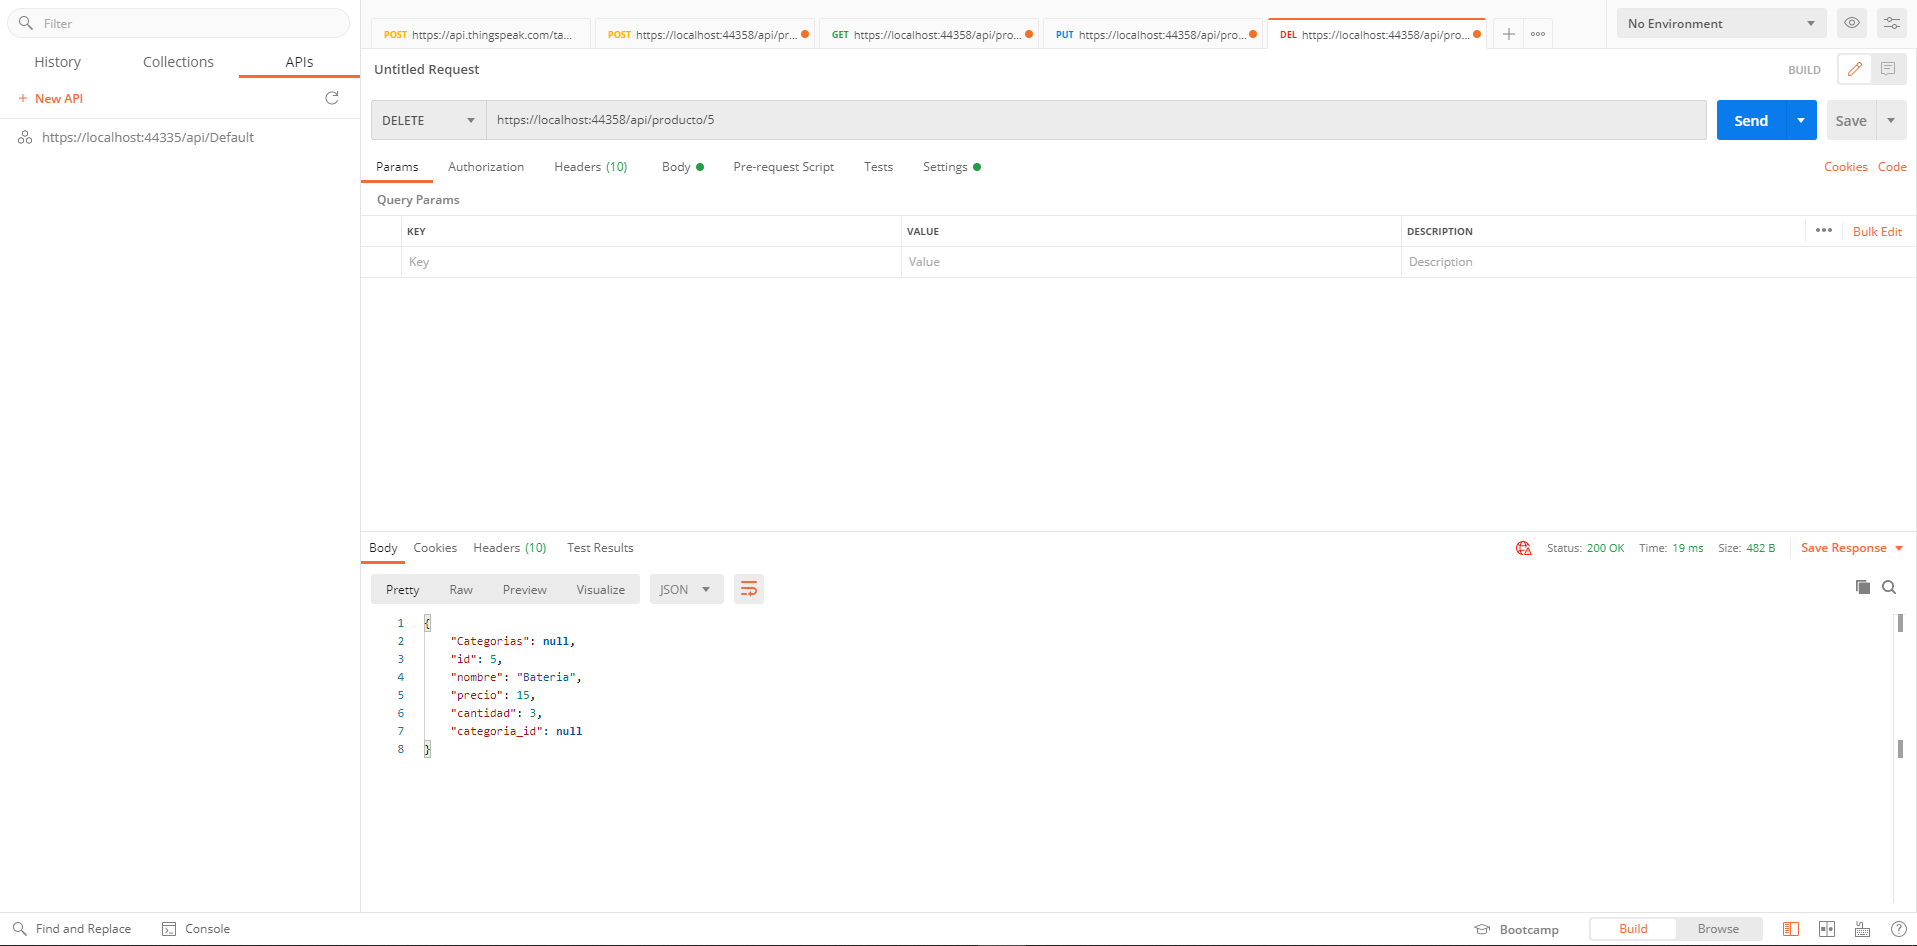 Filter
History Collections APIs
+ New API
https://localhost:44335/api/Default
POST https://api.thingspeak.com/ta... POST https://localhost:44358/api/pr... GET https://localhost:44358/api/pro... PUT https://localhost:44358/api/pro... DEL https://localhost:44358/api/pro...
No Environment
Untitled Request
BUILD
DELETE https://localhost:44358/api/producto/5 Send Save
Params Authorization Headers (10) Body Pre-request Script Tests Settings Cookies Code
Query Params
KEY VALUE DESCRIPTION Bulk Edit
Key Value Description
Body Cookies Headers (10) Test Results Status: 200 OK Time: 19 ms Size: 482 B Save Response
Pretty Raw Preview Visualize JSON
1 {
2 "Categorias": null,
3 "id": 5,
4 "nombre": "Bateria",
5 "precio": 15,
6 "cantidad": 3,
7 "categoria_id": null
8 }
Find and Replace Console Bootcamp Build Browse